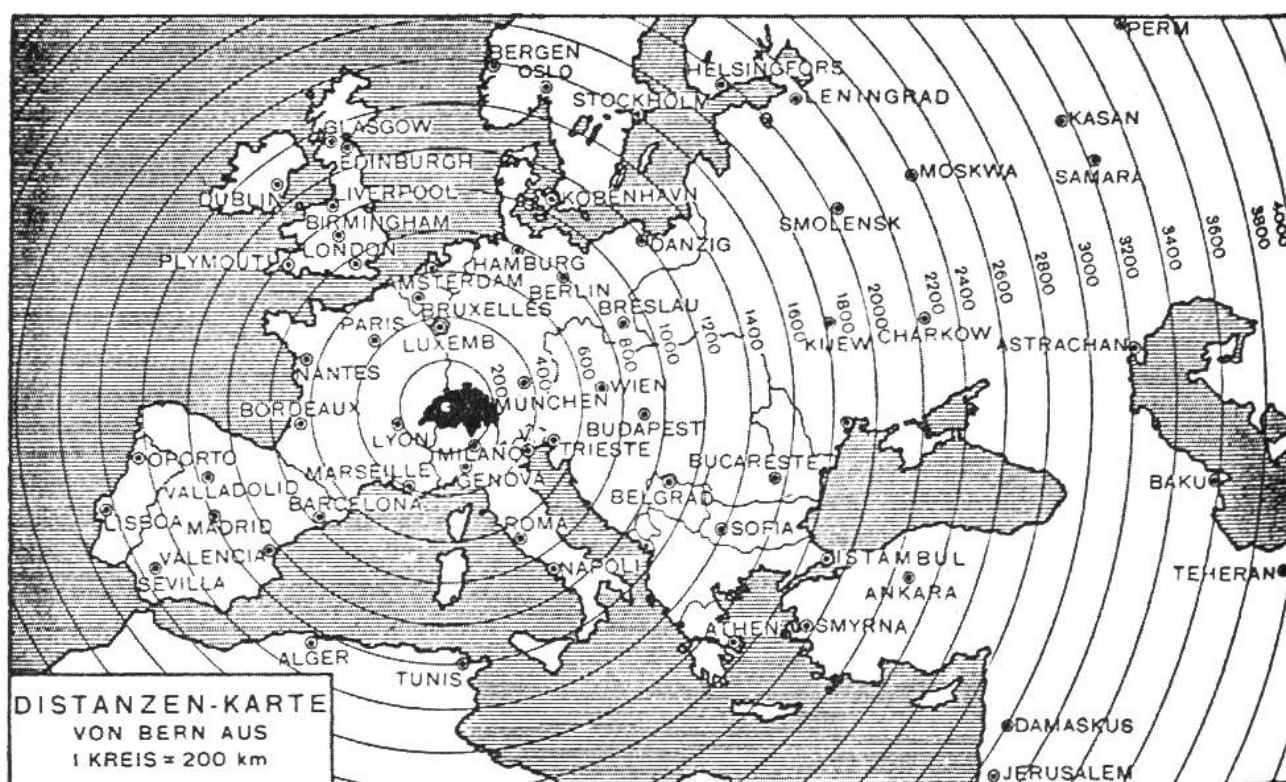 PERM
BERGEN
OSLO
HELSINGFORS
STOCKHOLM
LENINGRAD
KASAN
GLASGOW
EDINBURGH
MOSKWA
SAMARA
DUBLIN
LIVERPOOL
KOBENHAWN
BIRMINGHAM
SMOLENSK
LONDON
DANZIG
PLYMOUTH
HAMBURG
AMSTERDAM
BERLIN
BRUXELLES
BRESLAU
PARIS
LUXEMB
KIJEW
CHARKOW
ASTRACHAN
200
400
600
800
1000
1200
1400
1600
1800
2000
2200
2400
2600
2800
3000
3200
3400
3600
3800
4000
NANTES
WIEN
MÜNCHEN
BORDEAUX
BUDAPEST
LYON
TRIESTE
MILANO
PORTO
MARSEILLE
GENOVA
BUCARESTE
VALLADOLID
BELGRAD
BAKU
BARCELONA
LISBOA
MADRID
ROMA
SOFIA
VALENCIA
ISTAMBUL
SEVILLA
NAPOLI
TEHERAN
ANKARA
ATHEN
SMYRNA
ALGER
TUNIS
DISTANZEN-KARTE
VON BERN AUS
1 KREIS = 200 km
DAMASKUS
JERUSALEM